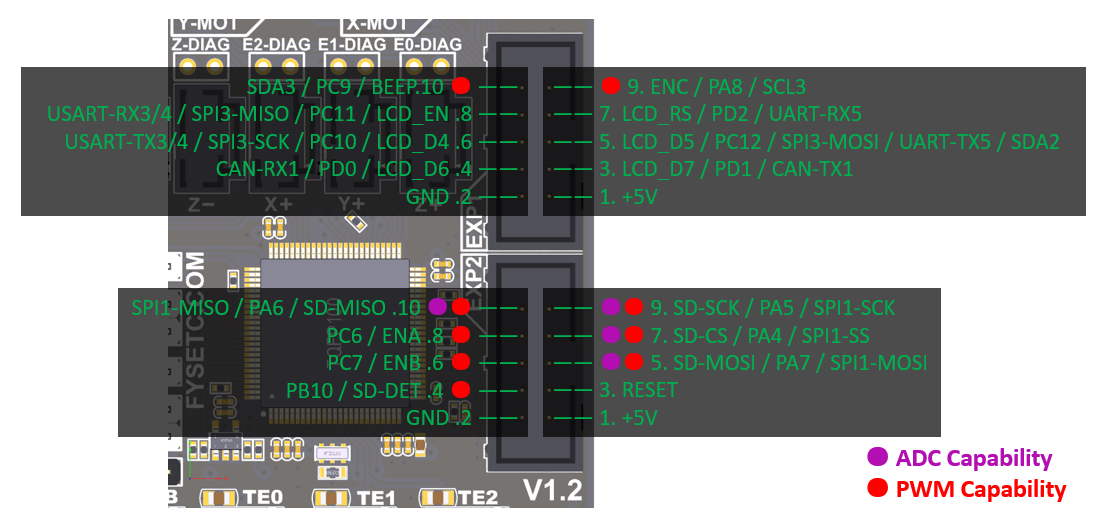 Y-MOT X-MOT
Z-DIAG E2-DIAG E1-DIAG E0-DIAG
SDA3 / PC9 / BEEP.10 9. ENC / PA8 / SCL3
USART-RX3/4 / SPI3-MISO / PC11 / LCD_EN .8 7. LCD_RS / PD2 / UART-RX5
USART-TX3/4 / SPI3-SCK / PC10 / LCD_D4 .6 5. LCD_D5 / PC12 / SPI3-MOSI / UART-TX5 / SDA2
CAN-RX1 / PD0 / LCD_D6 .4 3. LCD_D7 / PD1 / CAN-TX1
GND .2 1. +5V
Z− X+ Y+ Z+
EXP1
EXP2
FYSETC.COM
SPI1-MISO / PA6 / SD-MISO .10 9. SD-SCK / PA5 / SPI1-SCK
PC6 / ENA .8 7. SD-CS / PA4 / SPI1-SS
PC7 / ENB .6 5. SD-MOSI / PA7 / SPI1-MOSI
PB10 / SD-DET .4 3. RESET
GND .2 1. +5V
ADC Capability
PWM Capability
B TE0 TE1 TE2 V1.2